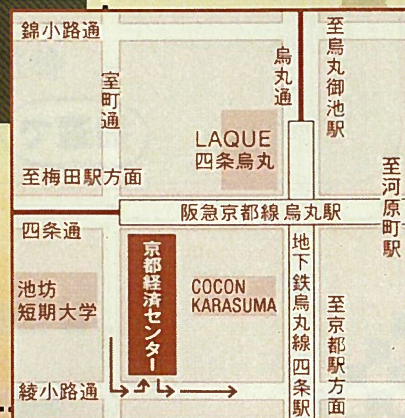 錦小路通
室町通
烏丸通
至烏丸御池駅
LAQUE
四条烏丸
至梅田駅方面
至河原町駅
阪急京都線 烏丸駅
四条通
京都経済センター
池坊
短期大学
COCON
KARASUMA
地下鉄烏丸線 四条駅
至京都駅方面
綾小路通